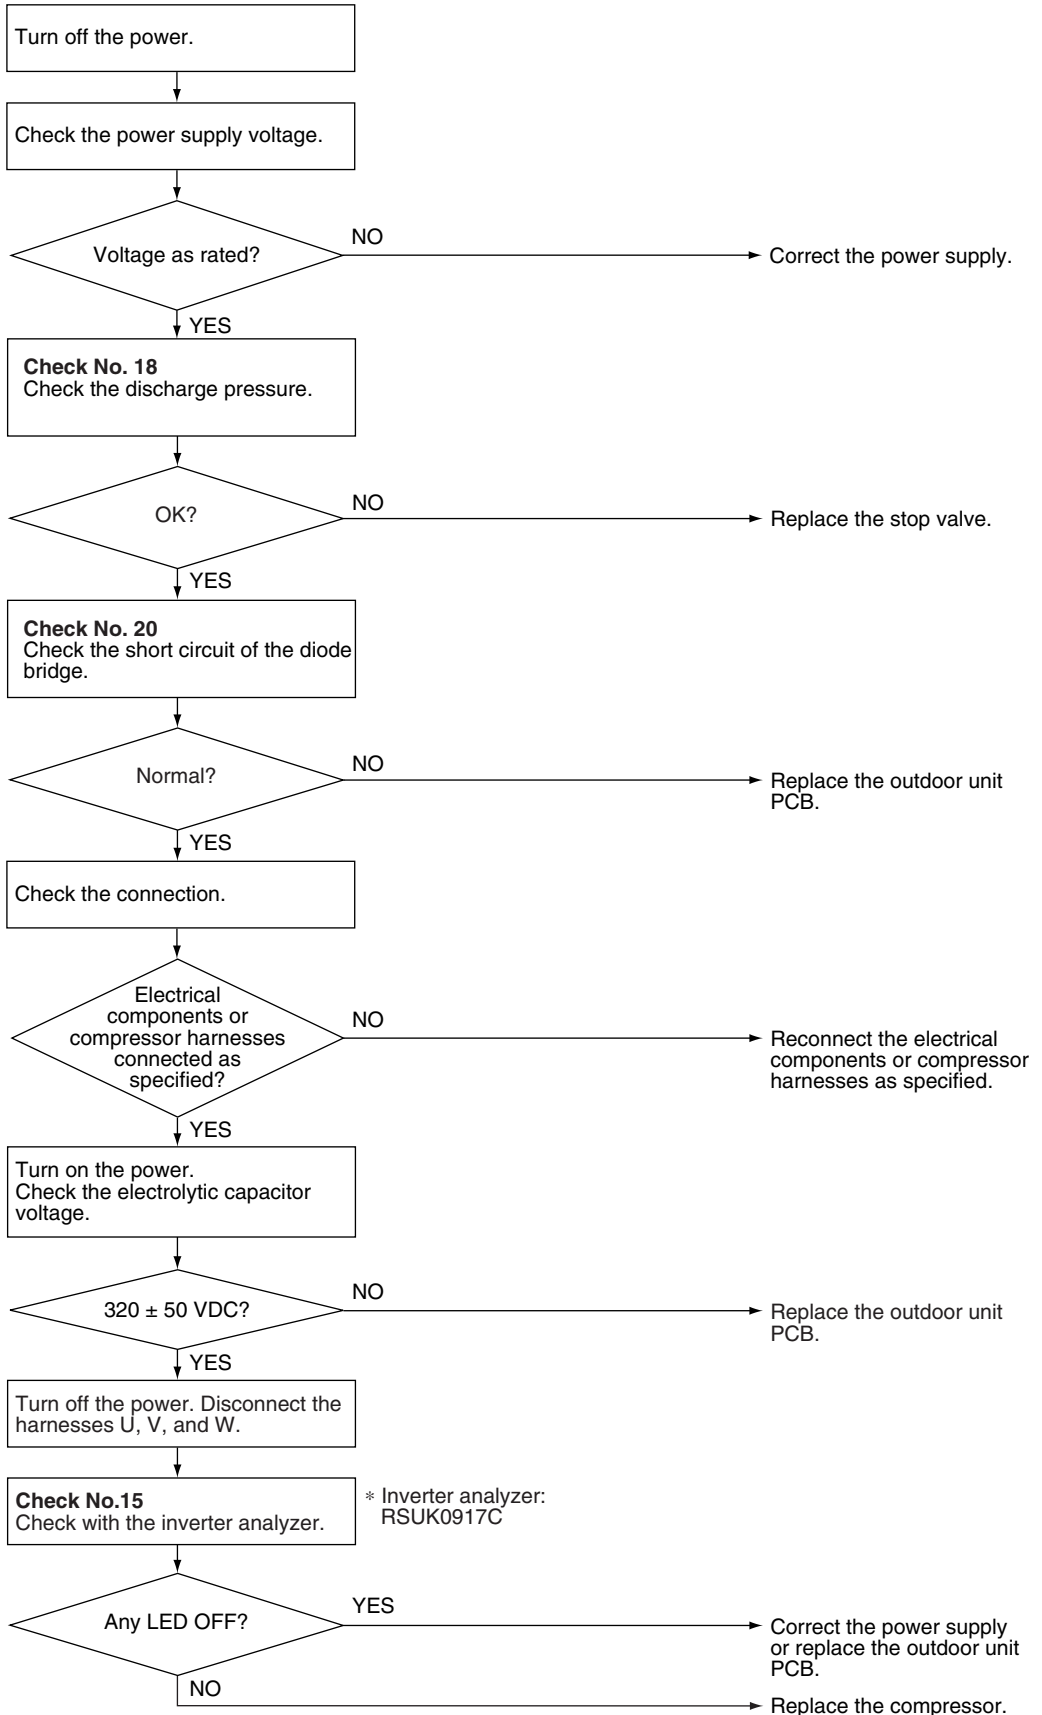 Turn off the power.
Check the power supply voltage.
Voltage as rated?
NO
Correct the power supply.
YES
Check No. 18
Check the discharge pressure.
OK?
NO
Replace the stop valve.
YES
Check No. 20
Check the short circuit of the diode
bridge.
Normal?
NO
Replace the outdoor unit
PCB.
YES
Check the connection.
Electrical
components or
compressor harnesses
connected as
specified?
NO
Reconnect the electrical
components or compressor
harnesses as specified.
YES
Turn on the power.
Check the electrolytic capacitor
voltage.
320 ± 50 VDC?
NO
Replace the outdoor unit
PCB.
YES
Turn off the power. Disconnect the
harnesses U, V, and W.
Check No.15
Check with the inverter analyzer.
* Inverter analyzer:
RSUK0917C
Any LED OFF?
YES
Correct the power supply
or replace the outdoor unit
PCB.
NO
Replace the compressor.